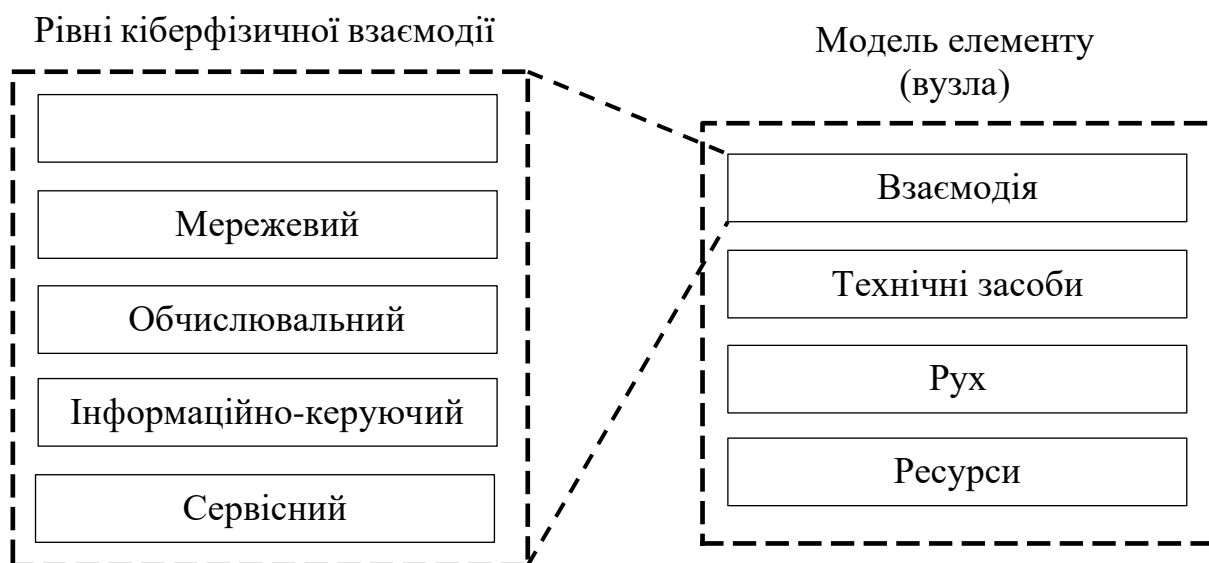 Рівні кіберфізичної взаємодії
Мережевий
Обчислювальний
Інформаційно-керуючий
Сервісний
Модель елементу
(вузла)
Взаємодія
Технічні засоби
Рух
Ресурси